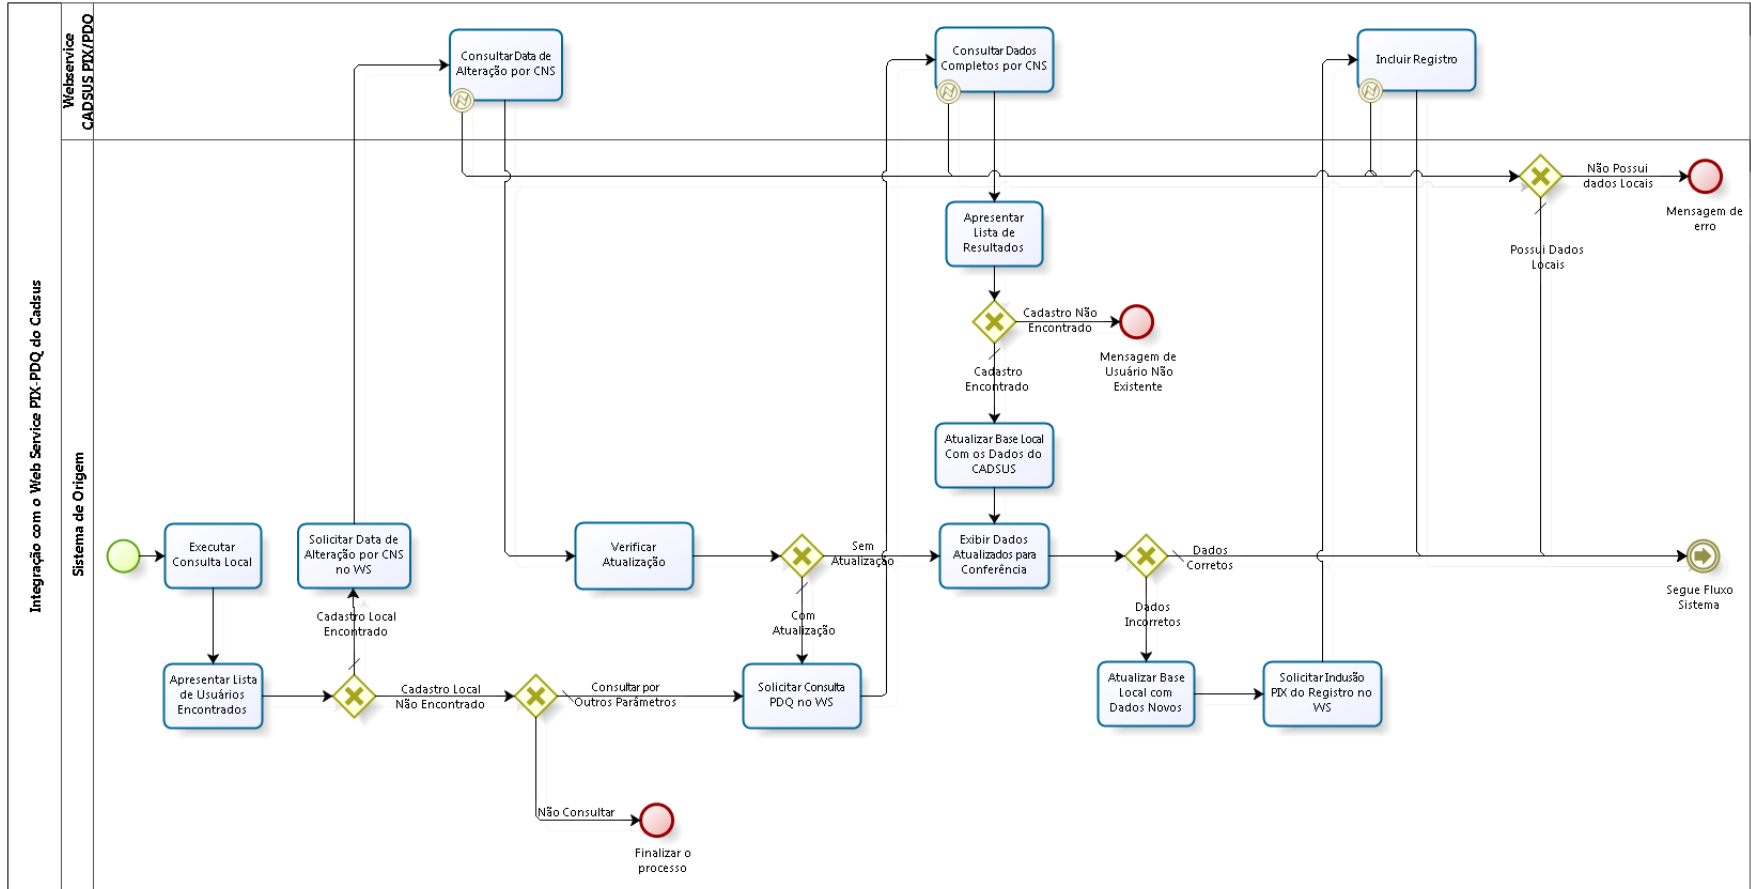 Integração com o Web Service PIX-PDQ do Cadsus
Webservice
CADSUS PIX/PDO
Sistema de Origem
Consultar Data de
Alteração por CNS
Consultar Dados
Completos por CNS
Incluir Registro
Não Possui
dados Locais
Mensagem de
erro
Possui Dados
Locais
Apresentar
Lista de
Resultados
Cadastro Não
Encontrado
Mensagem de
Usuário Não
Existente
Cadastro
Encontrado
Atualizar Base Local
Com os Dados do
CADSUS
Executar
Consulta Local
Solicitar Data de
Alteração por CNS
no WS
Verificar
Atualização
Sem
Atualização
Exibir Dados
Atualizados para
Conferência
Dados
Corretos
Segue Fluxo
Sistema
Cadastro Local
Encontrado
Com
Atualização
Dados
Incorretos
Apresentar Lista
de Usuários
Encontrados
Cadastro Local
Não Encontrado
Consultar por
Outros Parâmetros
Solicitar Consulta
PDQ no WS
Atualizar Base
Local com
Dados Novos
Solicitar Indusão
PIX do Registro no
WS
Não Consultar
Finalizar o
processo